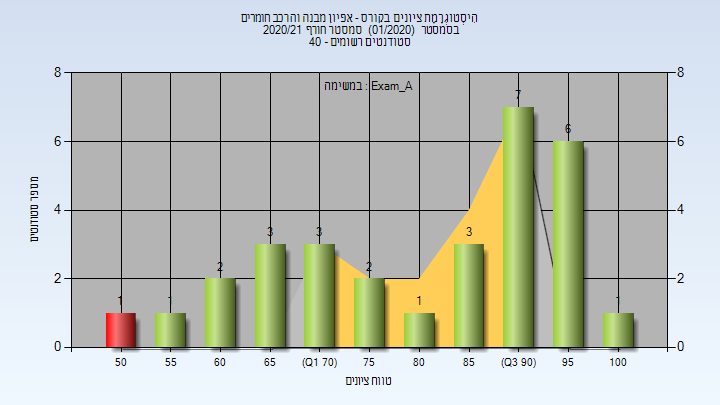 היסטוגרמת ציונים בקורס - אפיון מבנה והרכב חומרים
בסמסטר (01/2020) סמסטר חורף 2020/21
סטודנטים רשומים - 40
במשימה : Exam_A
מספר סטודנטים
8 8
6 6
4 4
2 2
0 0
1 1 2 3 3 2 1 3 7 6 1
50 55 60 65 (Q1 70) 75 80 85 (Q3 90) 95 100
טווח ציונים